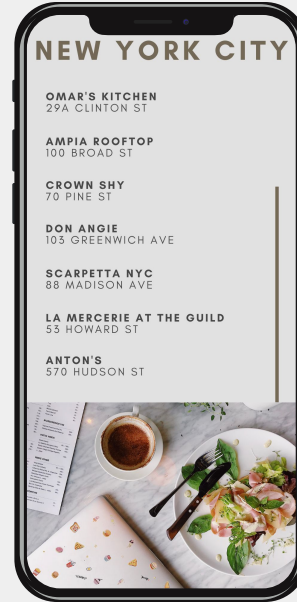 NEW YORK CITY
OMAR'S KITCHEN
29A CLINTON ST
AMPIA ROOFTOP
100 BROAD ST
CROWN SHY
70 PINE ST
DON ANGIE
103 GREENWICH AVE
SCARPETTA NYC
88 MADISON AVE
LA MERCERIE AT THE GUILD
53 HOWARD ST
ANTON'S
570 HUDSON ST